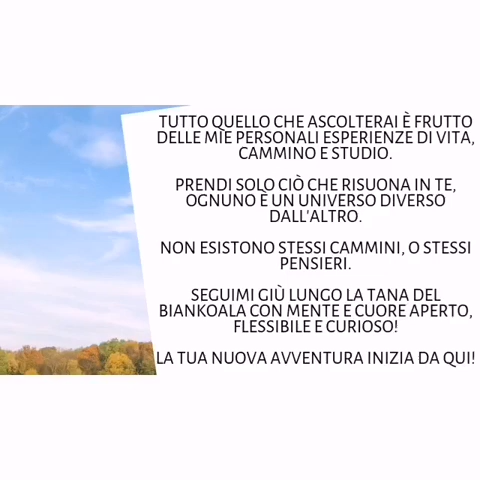 TUTTO QUELLO CHE ASCOLTERAI È FRUTTO
DELLE MIE PERSONALI ESPERIENZE DI VITA,
CAMMINO E STUDIO.
PRENDI SOLO CIÒ CHE RISUONA IN TE,
OGNUNO È UN UNIVERSO DIVERSO
DALL'ALTRO.
NON ESISTONO STESSI CAMMINI, O STESSI
PENSIERI.
SEGUIMI GIÙ LUNGO LA TANA DEL
BIANKOALA CON MENTE E CUORE APERTO,
FLESSIBILE E CURIOSO!
LA TUA NUOVA AVVENTURA INIZIA DA QUI!